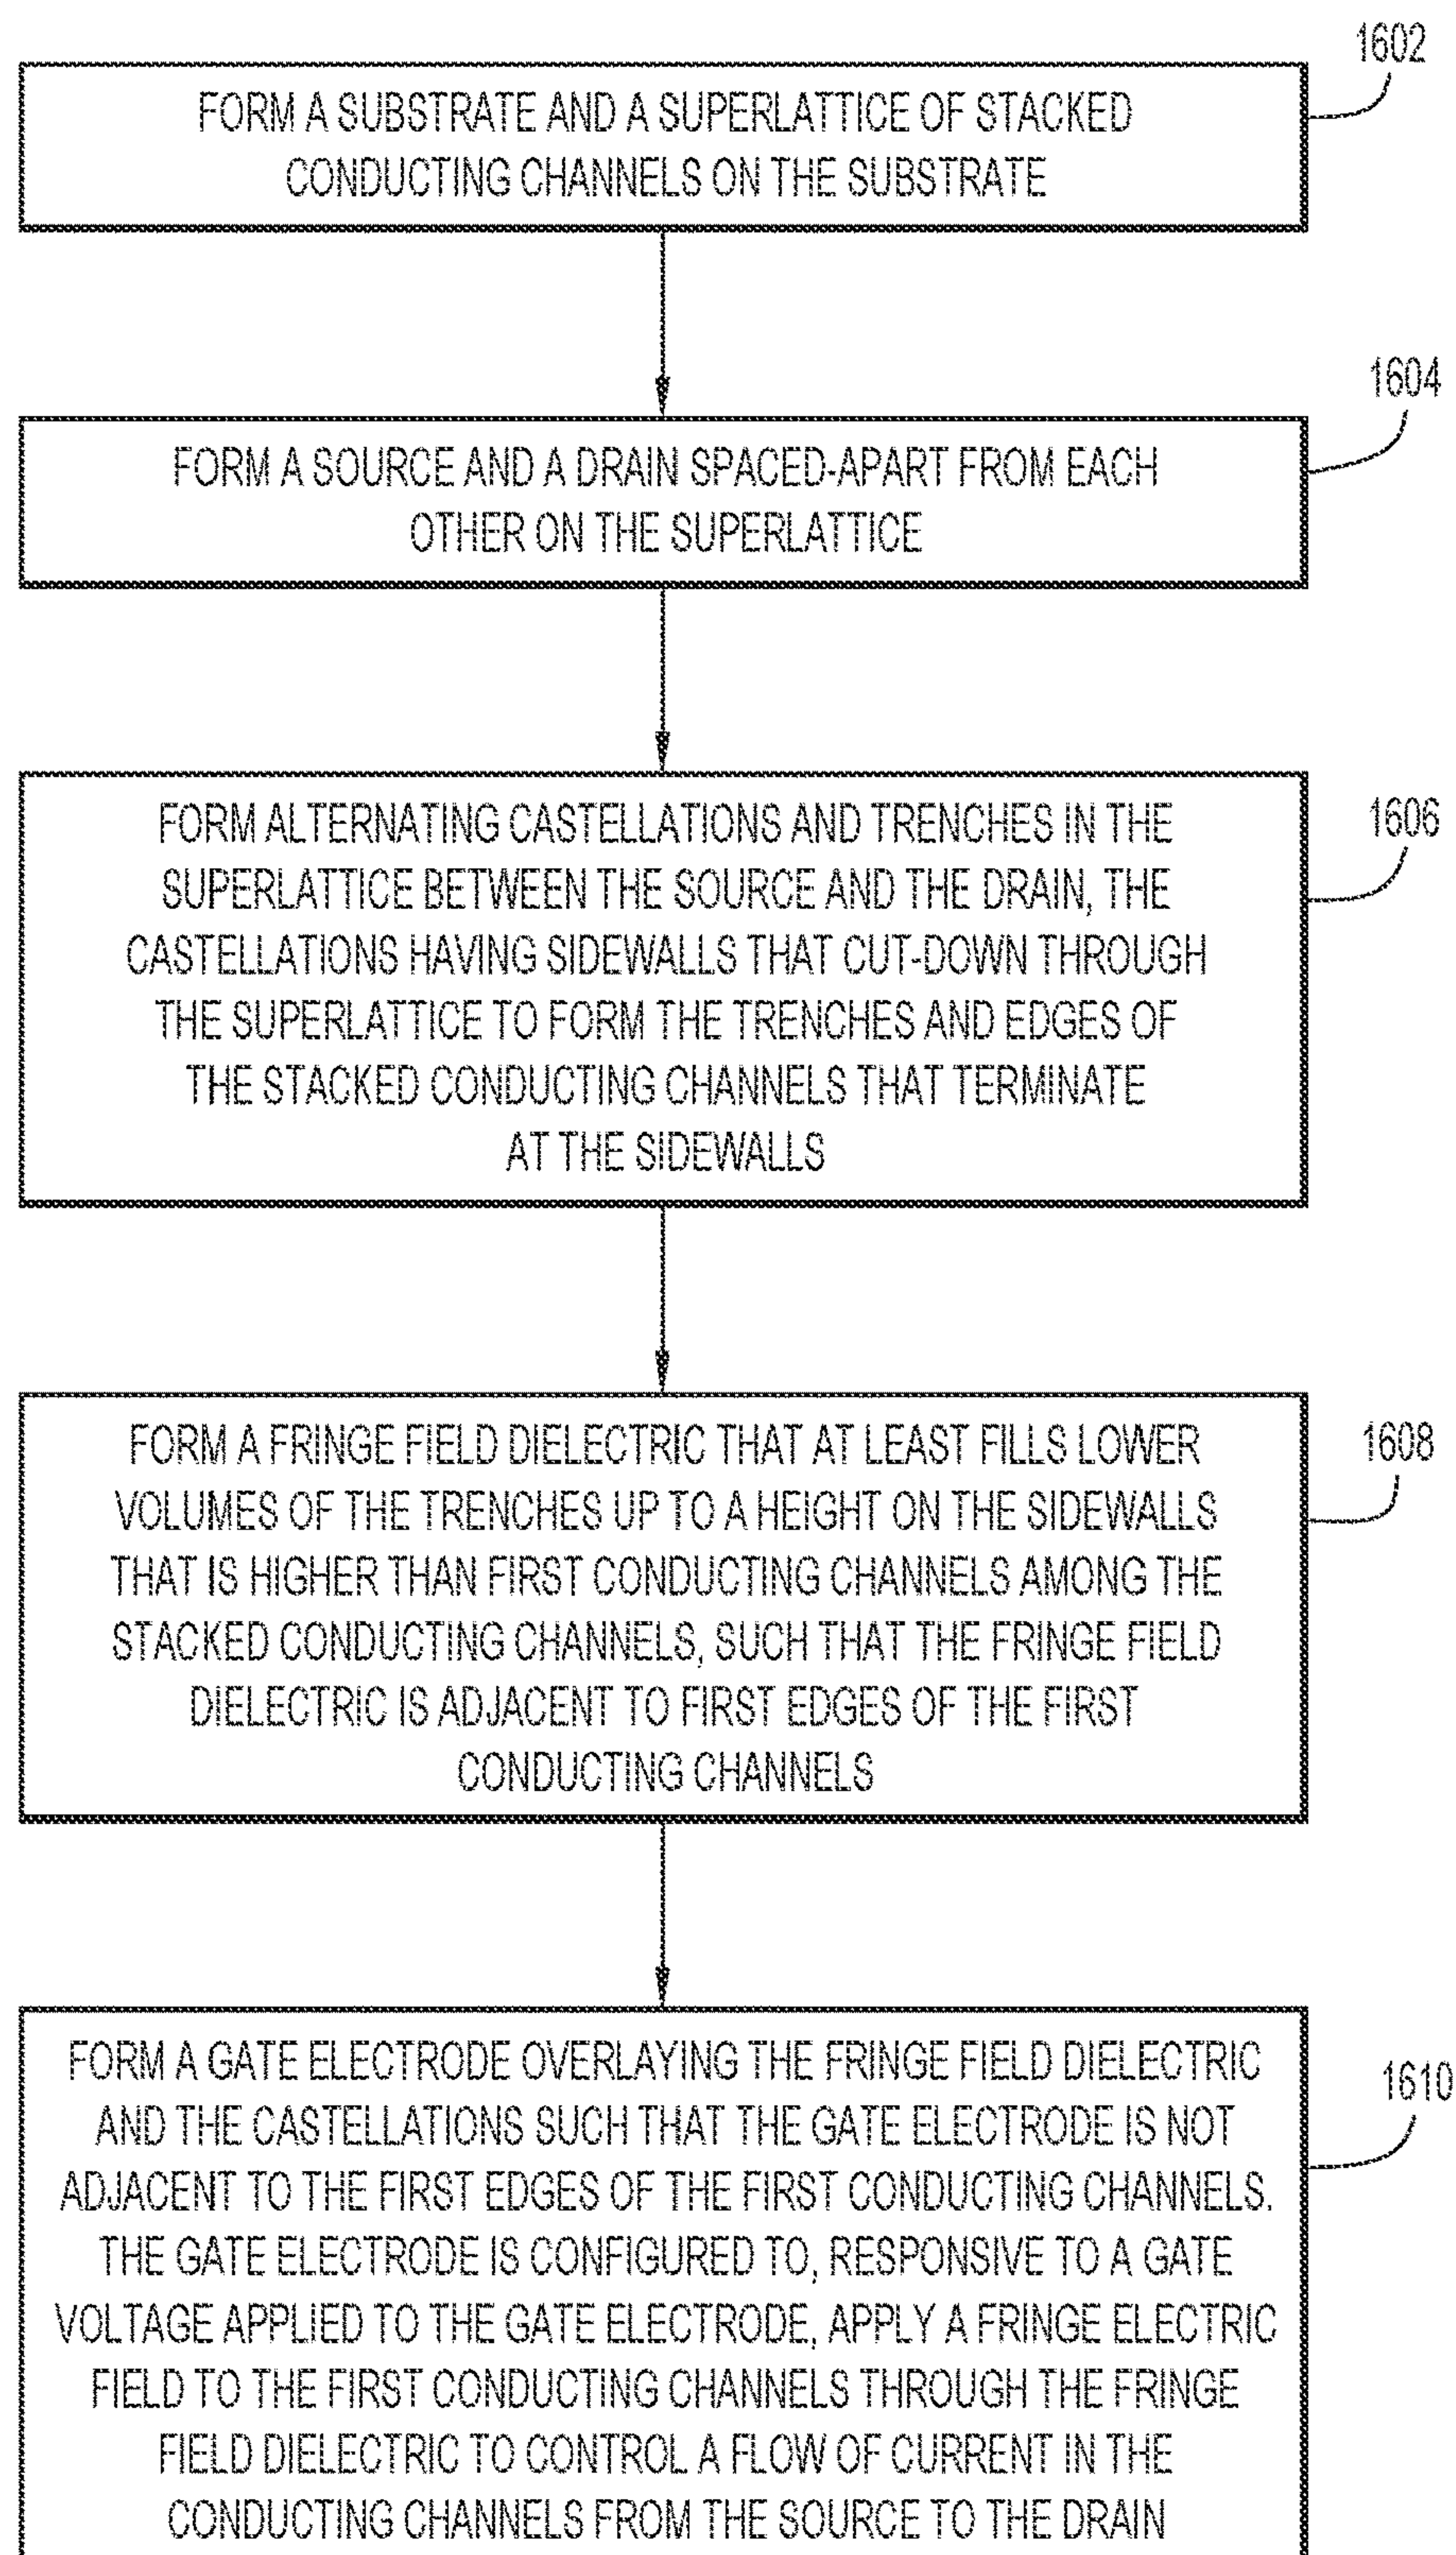 1602
FORM A SUBSTRATE AND A SUPERLATTICE OF STACKED
CONDUCTING CHANNELS ON THE SUBSTRATE
1604
FORM A SOURCE AND A DRAIN SPACED-APART FROM EACH
OTHER ON THE SUPERLATTICE
1606
FORM ALTERNATING CASTELLATIONS AND TRENCHES IN THE
SUPERLATTICE BETWEEN THE SOURCE AND THE DRAIN, THE
CASTELLATIONS HAVING SIDEWALLS THAT CUT-DOWN THROUGH
THE SUPERLATTICE TO FORM THE TRENCHES AND EDGES OF
THE STACKED CONDUCTING CHANNELS THAT TERMINATE
AT THE SIDEWALLS
1608
FORM A FRINGE FIELD DIELECTRIC THAT AT LEAST FILLS LOWER
VOLUMES OF THE TRENCHES UP TO A HEIGHT ON THE SIDEWALLS
THAT IS HIGHER THAN FIRST CONDUCTING CHANNELS AMONG THE
STACKED CONDUCTING CHANNELS, SUCH THAT THE FRINGE FIELD
DIELECTRIC IS ADJACENT TO FIRST EDGES OF THE FIRST
CONDUCTING CHANNELS
1610
FORM A GATE ELECTRODE OVERLAYING THE FRINGE FIELD DIELECTRIC
AND THE CASTELLATIONS SUCH THAT THE GATE ELECTRODE IS NOT
ADJACENT TO THE FIRST EDGES OF THE FIRST CONDUCTING CHANNELS.
THE GATE ELECTRODE IS CONFIGURED TO, RESPONSIVE TO A GATE
VOLTAGE APPLIED TO THE GATE ELECTRODE, APPLY A FRINGE ELECTRIC
FIELD TO THE FIRST CONDUCTING CHANNELS THROUGH THE FRINGE
FIELD DIELECTRIC TO CONTROL A FLOW OF CURRENT IN THE
CONDUCTING CHANNELS FROM THE SOURCE TO THE DRAIN